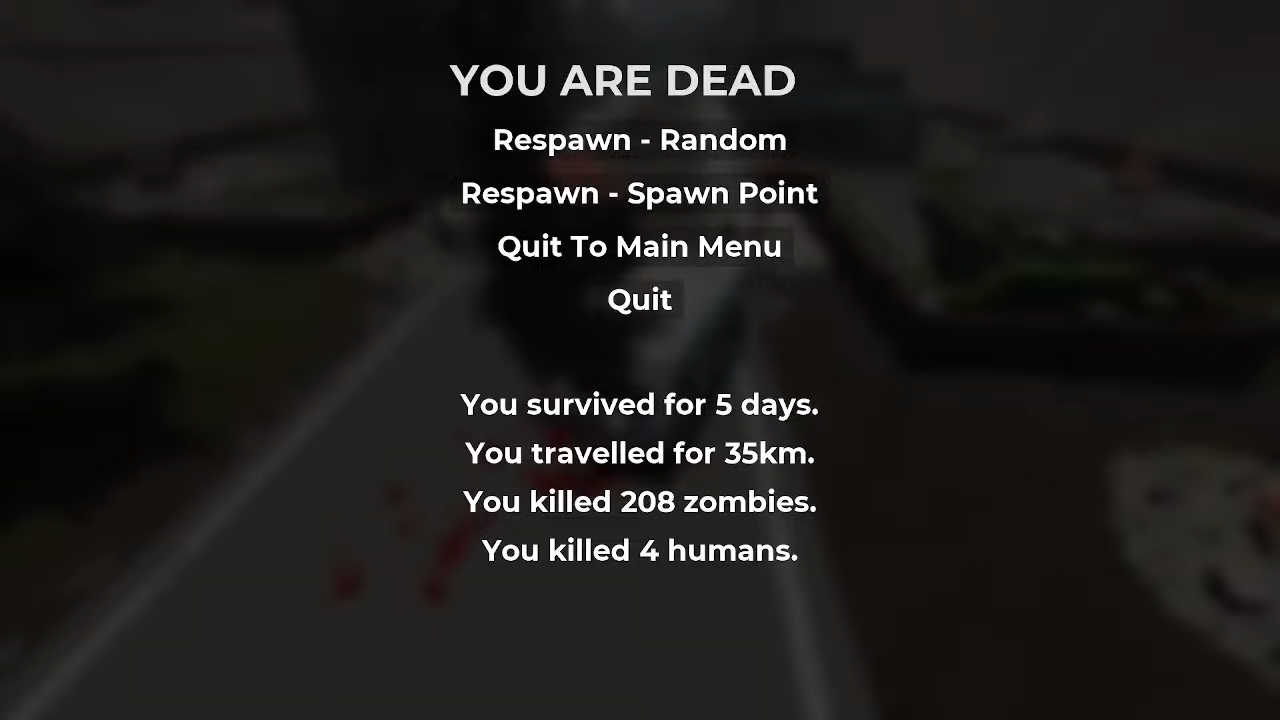 YOU ARE DEAD
Respawn - Random
Respawn - Spawn Point
Quit To Main Menu
Quit
You survived for 5 days.
You travelled for 35km.
You killed 208 zombies.
You killed 4 humans.